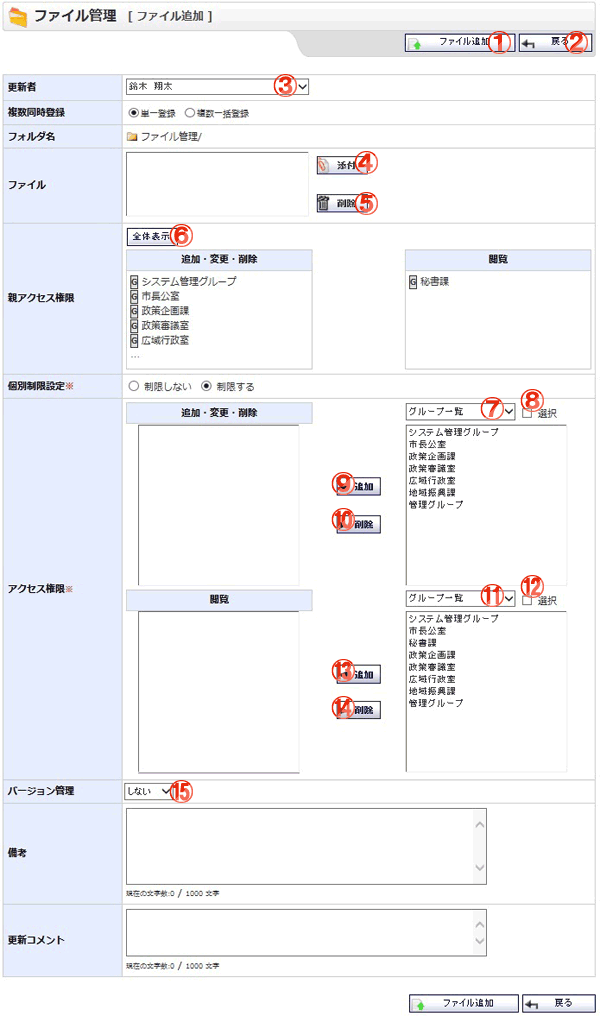 ファイル管理 [ ファイル追加 ]
ファイル追加 ① 戻る ②
更新者 鈴木 翔太 ③
複数同時登録 単一登録 複数一括登録
フォルダ名 ファイル管理/
ファイル 添付 ④
削除 ⑤
全体表示 ⑥
親アクセス権限
追加・変更・削除 閲覧
G システム管理グループ G 秘書課
G 市長公室
G 政策企画課
G 政策審議室
G 広域行政室
...
個別制限設定※ 制限しない 制限する
アクセス権限※
追加・変更・削除 グループ一覧 ⑦ ⑧ 選択
システム管理グループ
市長公室
政策企画課
政策審議室
広域行政室
地域振興課
管理グループ
⑨ 追加
⑩ 削除
閲覧 グループ一覧 ⑪ ⑫ 選択
システム管理グループ
市長公室
秘書課
政策企画課
政策審議室
広域行政室
地域振興課
管理グループ
⑬ 追加
⑭ 削除
バージョン管理 しない ⑮
備考
現在の文字数:0 / 1000 文字
更新コメント
現在の文字数:0 / 1000 文字
ファイル追加 戻る